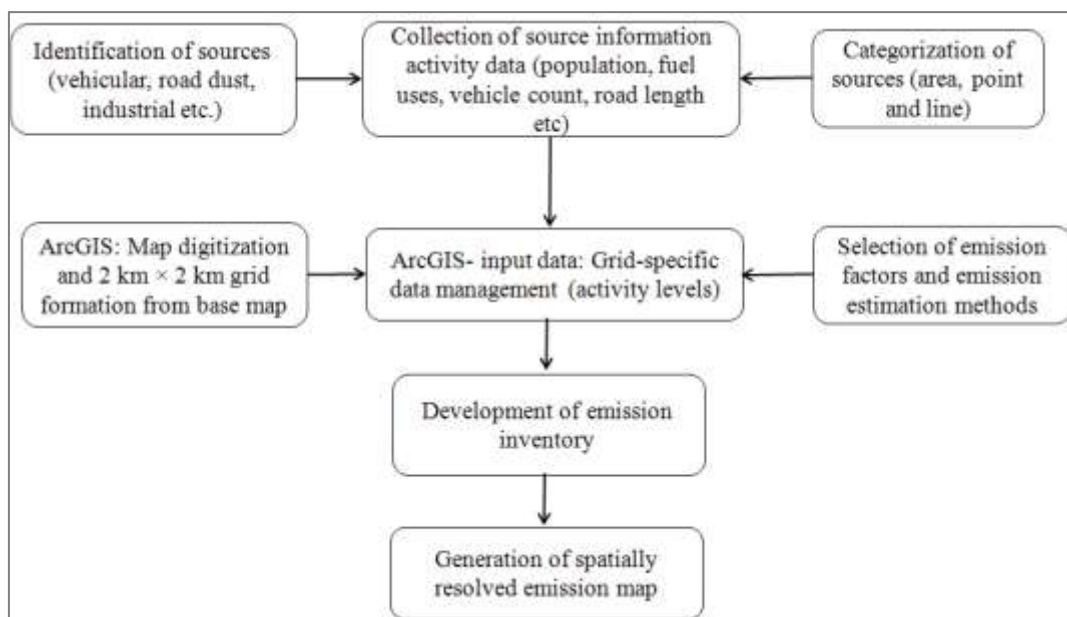 Identification of sources
(vehicular, road dust,
industrial etc.)
Collection of source information
activity data (population, fuel
uses, vehicle count, road length
etc)
Categorization of
sources (area, point
and line)
ArcGIS: Map digitization
and 2 km × 2 km grid
formation from base map
ArcGIS- input data: Grid-specific
data management (activity levels)
Selection of emission
factors and emission
estimation methods
Development of emission
inventory
Generation of spatially
resolved emission map